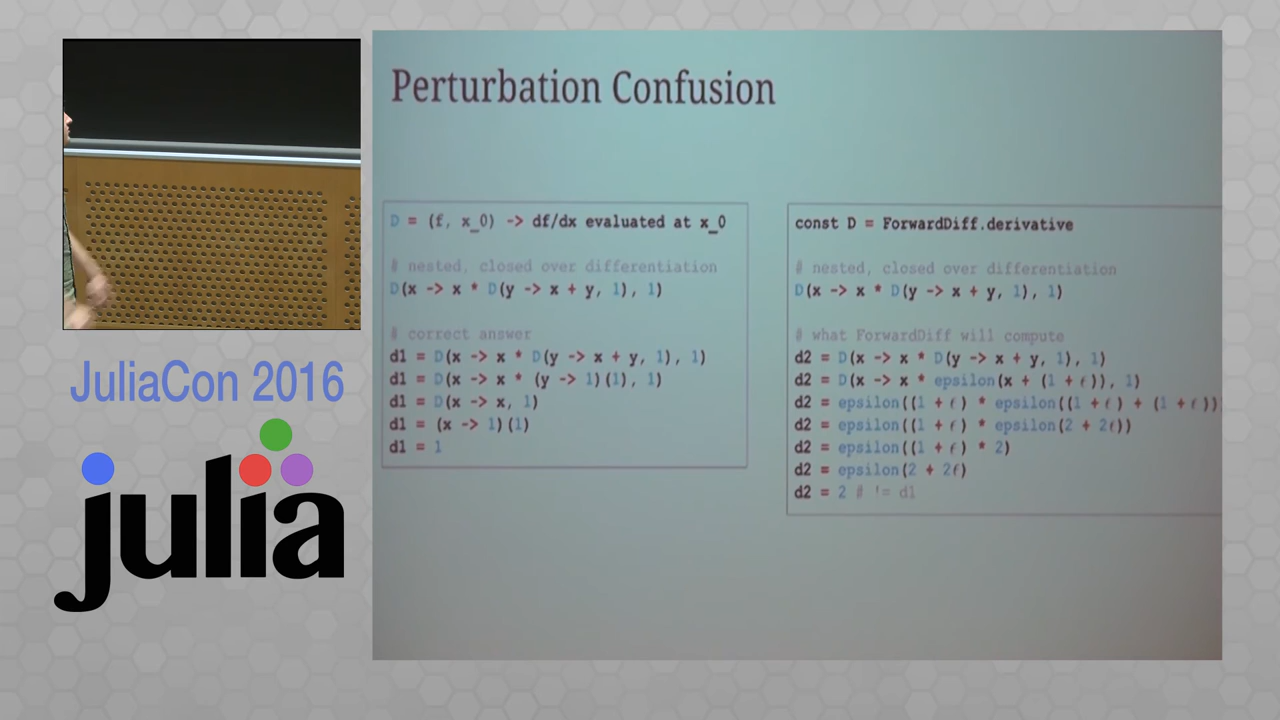 Perturbation Confusion
D = (f, x_0) -> df/dx evaluated at x_0
# nested, closed over differentiation
D(x -> x * D(y -> x + y, 1), 1)
# correct answer
d1 = D(x -> x * D(y -> x + y, 1), 1)
d1 = D(x -> x * (y -> 1)(1), 1)
d1 = D(x -> x, 1)
d1 = (x -> 1)(1)
d1 = 1
const D = ForwardDiff.derivative
# nested, closed over differentiation
D(x -> x * D(y -> x + y, 1), 1)
# what ForwardDiff will compute
d2 = D(x -> x * D(y -> x + y, 1), 1)
d2 = D(x -> x * epsilon(x + (1 + ϵ)), 1)
d2 = epsilon((1 + ϵ) * epsilon((1 + ϵ) + (1 + ϵ))
d2 = epsilon((1 + ϵ) * epsilon(2 + 2ϵ))
d2 = epsilon((1 + ϵ) * 2)
d2 = epsilon(2 + 2ϵ)
d2 = 2 # != d1
JuliaCon 2016
julia